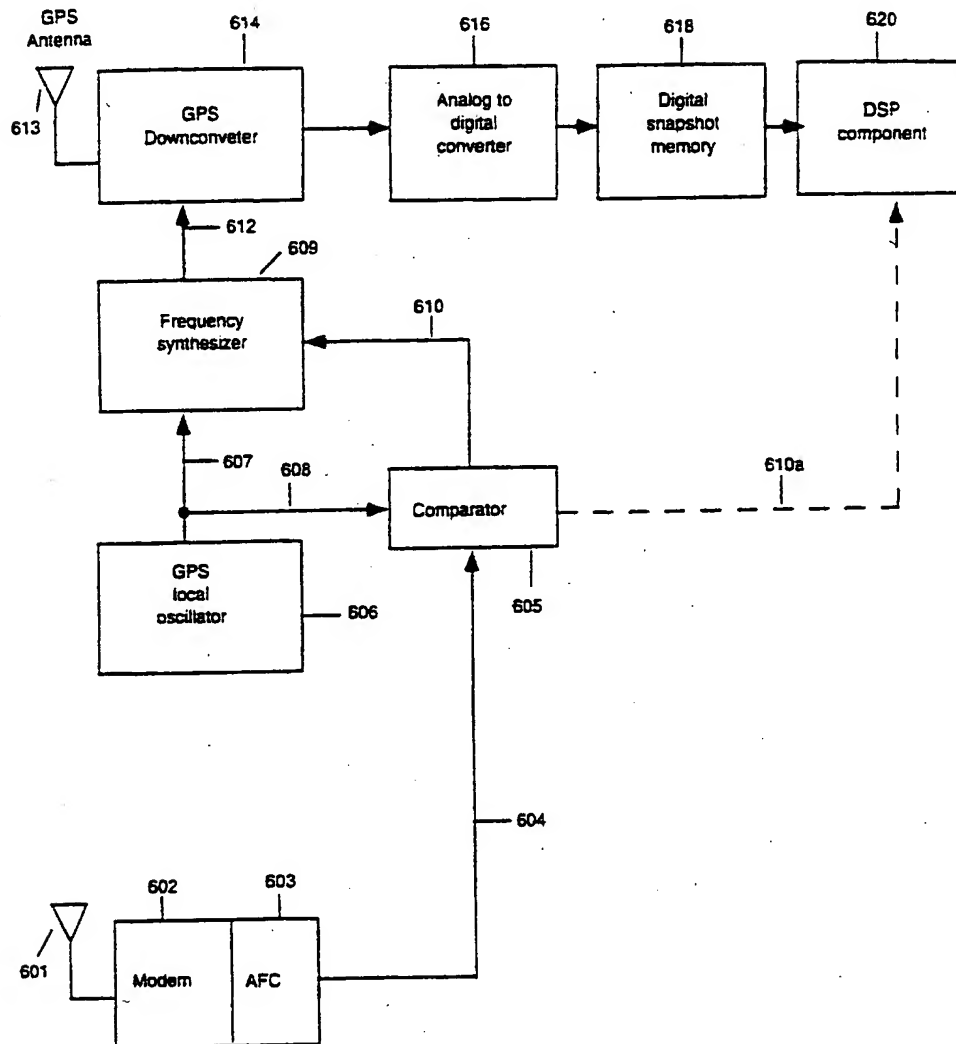 GPS
Antenna
613
614
GPS
Downconveter
616
Analog to
digital
converter
618
Digital
snapshot
memory
620
DSP
component
612
609
Frequency
synthesizer
610
607
608
Comparator
605
610a
GPS
local
oscillator
606
604
601
602
603
Modem
AFC